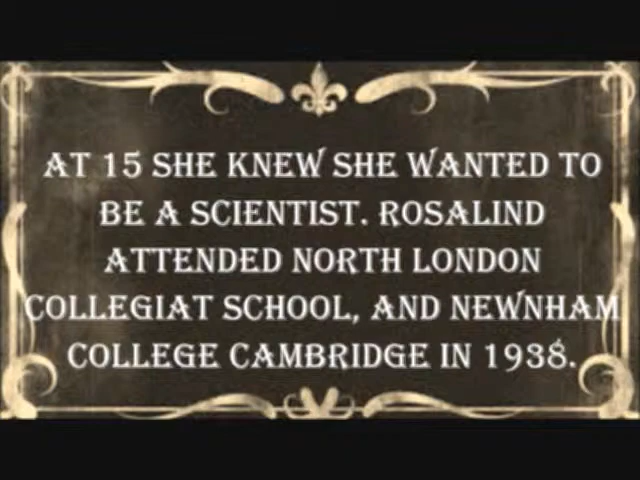 AT 15 SHE KNEW SHE WANTED TO
BE A SCIENTIST. ROSALIND
ATTENDED NORTH LONDON
COLLEGIAT SCHOOL, AND NEWNHAM
COLLEGE CAMBRIDGE IN 1938.